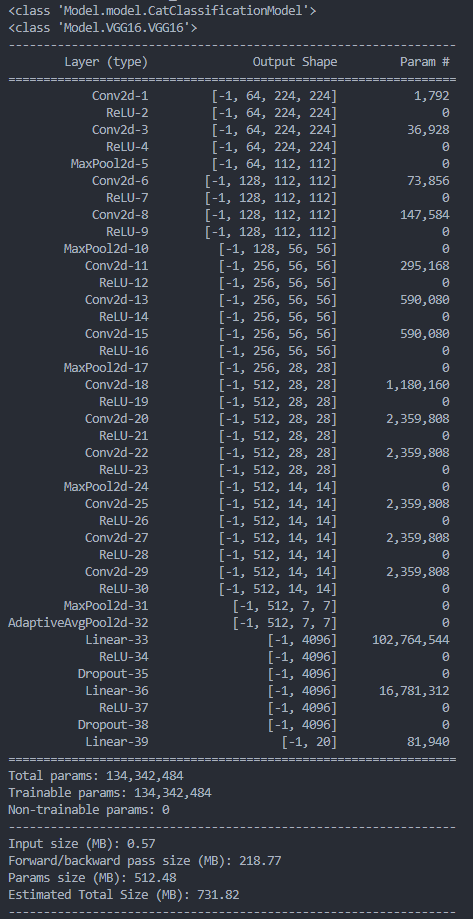 <class 'Model.model.CatClassificationModel'>
<class 'Model.VGG16.VGG16'>
----------------------------------------------------------------
        Layer (type)               Output Shape         Param #
================================================================
            Conv2d-1         [-1, 64, 224, 224]           1,792
              ReLU-2         [-1, 64, 224, 224]               0
            Conv2d-3         [-1, 64, 224, 224]          36,928
              ReLU-4         [-1, 64, 224, 224]               0
         MaxPool2d-5         [-1, 64, 112, 112]               0
            Conv2d-6        [-1, 128, 112, 112]          73,856
              ReLU-7        [-1, 128, 112, 112]               0
            Conv2d-8        [-1, 128, 112, 112]         147,584
              ReLU-9        [-1, 128, 112, 112]               0
        MaxPool2d-10          [-1, 128, 56, 56]               0
           Conv2d-11          [-1, 256, 56, 56]         295,168
             ReLU-12          [-1, 256, 56, 56]               0
           Conv2d-13          [-1, 256, 56, 56]         590,080
             ReLU-14          [-1, 256, 56, 56]               0
           Conv2d-15          [-1, 256, 56, 56]         590,080
             ReLU-16          [-1, 256, 56, 56]               0
        MaxPool2d-17          [-1, 256, 28, 28]               0
           Conv2d-18          [-1, 512, 28, 28]       1,180,160
             ReLU-19          [-1, 512, 28, 28]               0
           Conv2d-20          [-1, 512, 28, 28]       2,359,808
             ReLU-21          [-1, 512, 28, 28]               0
           Conv2d-22          [-1, 512, 28, 28]       2,359,808
             ReLU-23          [-1, 512, 28, 28]               0
        MaxPool2d-24          [-1, 512, 14, 14]               0
           Conv2d-25          [-1, 512, 14, 14]       2,359,808
             ReLU-26          [-1, 512, 14, 14]               0
           Conv2d-27          [-1, 512, 14, 14]       2,359,808
             ReLU-28          [-1, 512, 14, 14]               0
           Conv2d-29          [-1, 512, 14, 14]       2,359,808
             ReLU-30          [-1, 512, 14, 14]               0
        MaxPool2d-31            [-1, 512, 7, 7]               0
AdaptiveAvgPool2d-32            [-1, 512, 7, 7]               0
           Linear-33                 [-1, 4096]     102,764,544
             ReLU-34                 [-1, 4096]               0
          Dropout-35                 [-1, 4096]               0
           Linear-36                 [-1, 4096]      16,781,312
             ReLU-37                 [-1, 4096]               0
          Dropout-38                 [-1, 4096]               0
           Linear-39                   [-1, 20]          81,940
================================================================
Total params: 134,342,484
Trainable params: 134,342,484
Non-trainable params: 0
----------------------------------------------------------------
Input size (MB): 0.57
Forward/backward pass size (MB): 218.77
Params size (MB): 512.48
Estimated Total Size (MB): 731.82
----------------------------------------------------------------